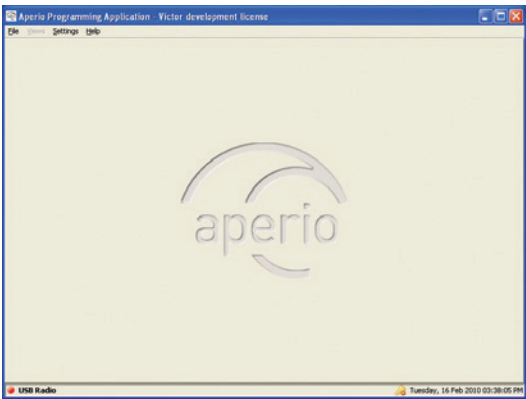 Aperio Programming Application - Victor development license
File Views Settings Help
aperio
USB Radio
Tuesday, 16 Feb 2010 03:38:05 PM